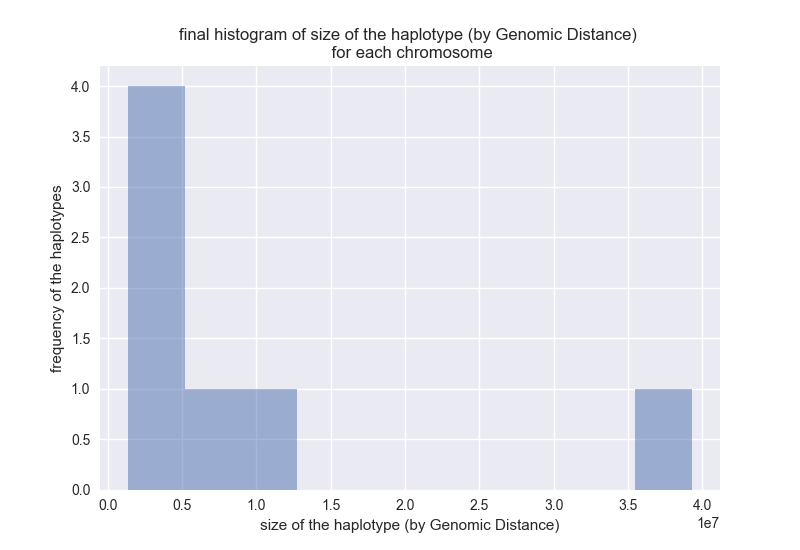 final histogram of size of the haplotype (by Genomic Distance)
for each chromosome
4.0
3.5
3.0
2.5
2.0
1.5
1.0
0.5
0.0
frequency of the haplotypes
0.0 0.5 1.0 1.5 2.0 2.5 3.0 3.5 4.0
1e7
size of the haplotype (by Genomic Distance)